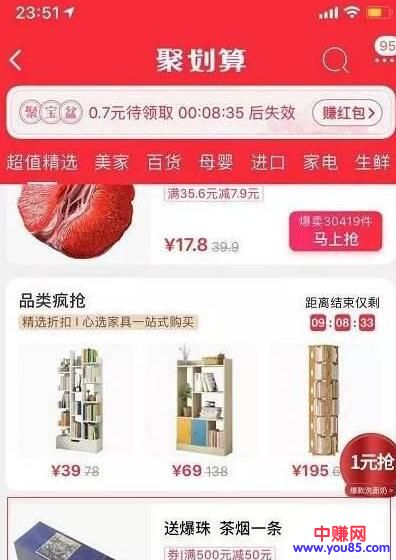 23:51
95
聚划算
聚宝盆 0.7元待领取 00:08:35 后失效 赚红包>
超值精选 美家 百货 母婴 进口 家电 生鲜
满35.6元减7.9元
¥17.8 39.9
爆卖30419件
马上抢
品类疯抢 距离结束仅剩
精选折扣 I 心选家具一站式购买 09:08:33
¥39 78 ¥69 138 ¥195 6
1元抢
爆款洗面奶>
送爆珠 茶烟一条
券|满500元减50元
中赚网
www.you85.com